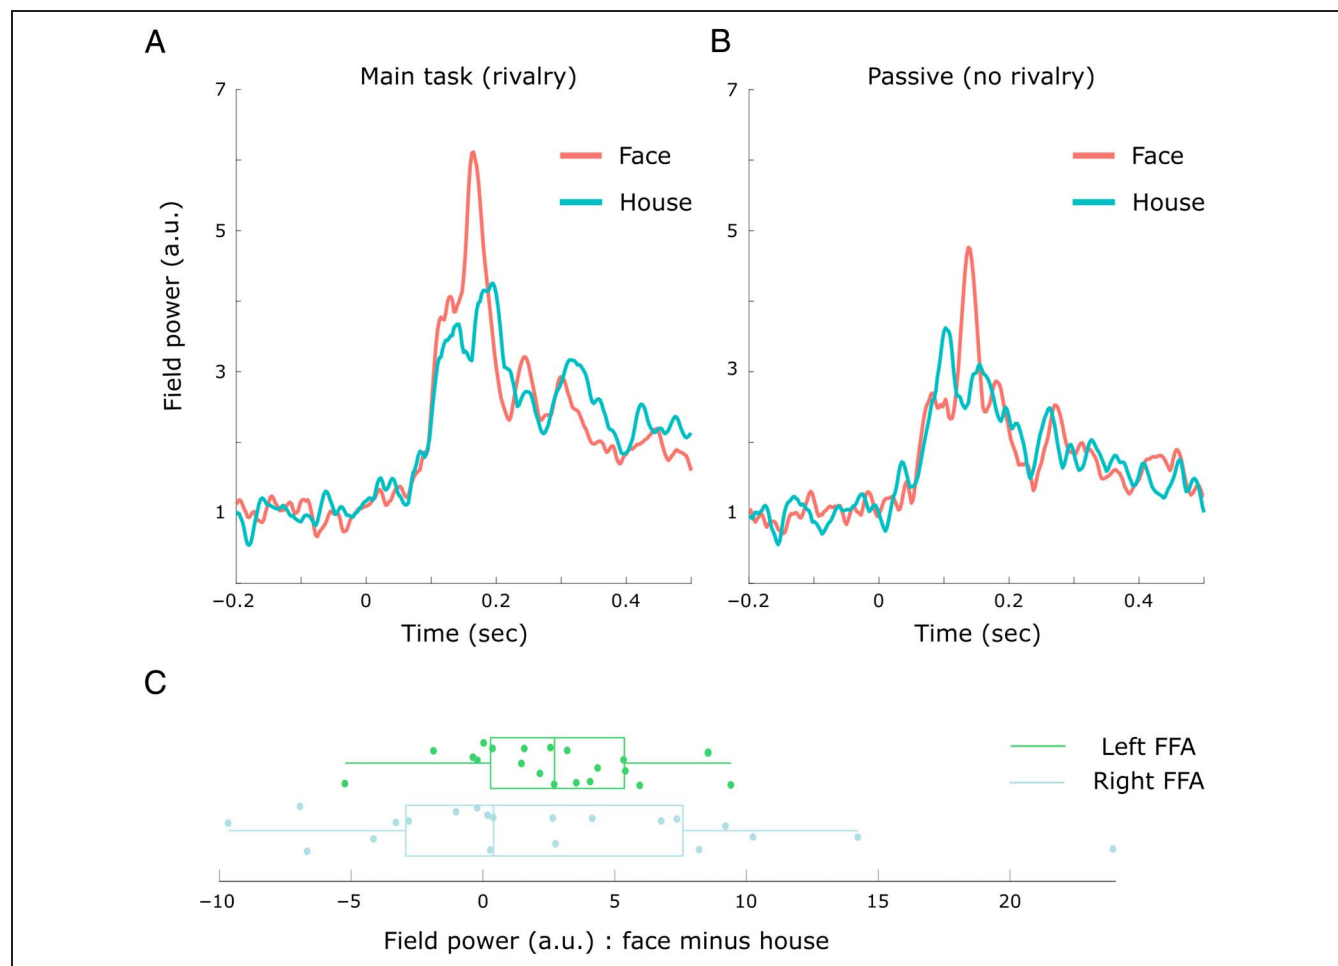 A
Main task (rivalry)
7
5
3
1
Field power (a.u.)
Face
House
−0.2
0
0.2
0.4
Time (sec)
B
Passive (no rivalry)
7
5
3
1
Face
House
−0.2
0
0.2
0.4
Time (sec)
C
Left FFA
Right FFA
−10
−5
0
5
10
15
20
Field power (a.u.) : face minus house